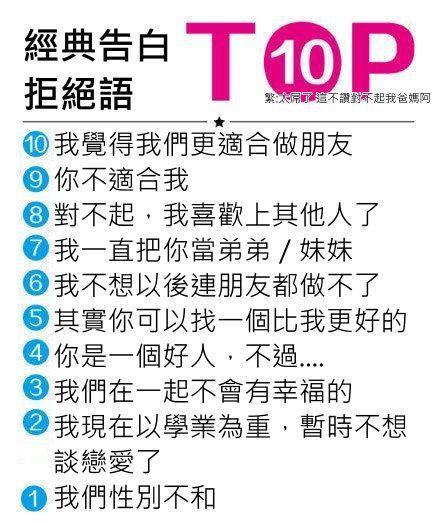 經典告白
拒絕語
TOP
10
繁:太屌了 這不讚對不起我爸媽阿
10 我覺得我們更適合做朋友
9 你不適合我
8 對不起，我喜歡上其他人了
7 我一直把你當弟弟/妹妹
6 我不想以後連朋友都做不了
5 其實你可以找一個比我更好的
4 你是一個好人，不過....
3 我們在一起不會有幸福的
2 我現在以學業為重，暫時不想
談戀愛了
1 我們性別不和